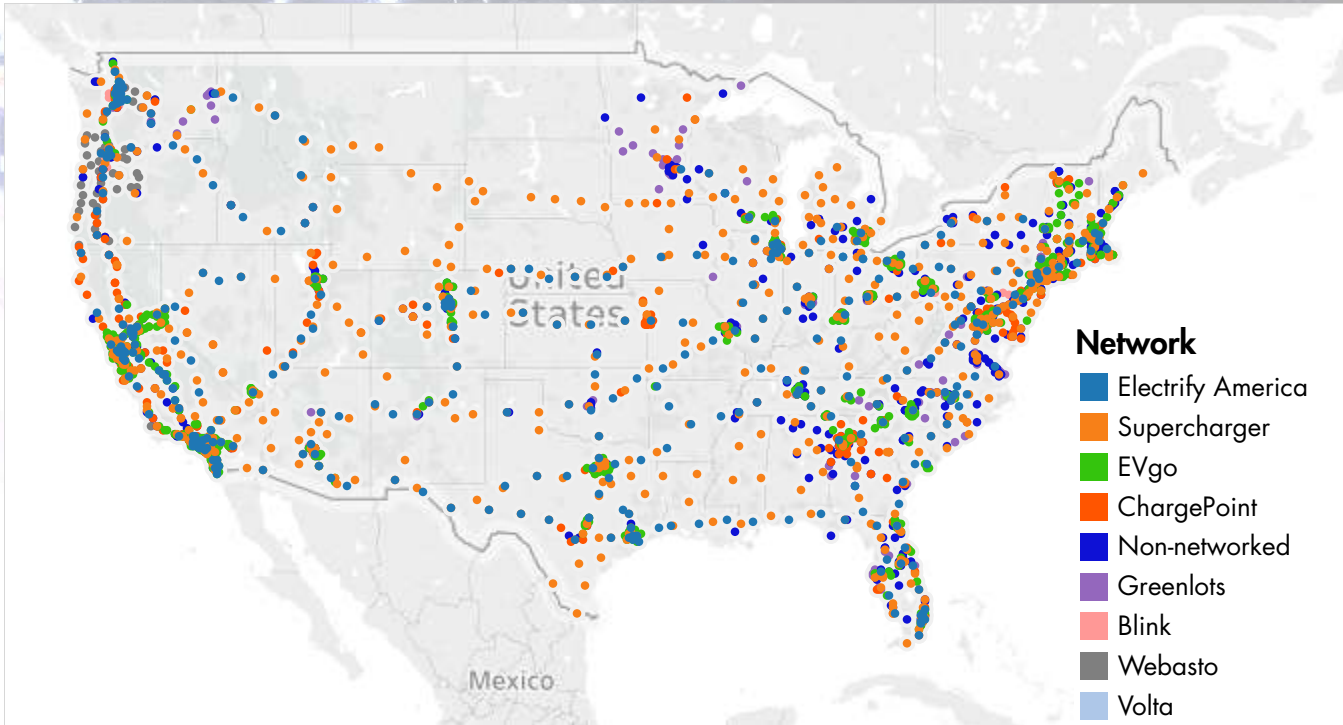 United
States
Network
Electrify America
Supercharger
EVgo
ChargePoint
Non-networked
Greenlots
Blink
Webasto
Volta
Mexico